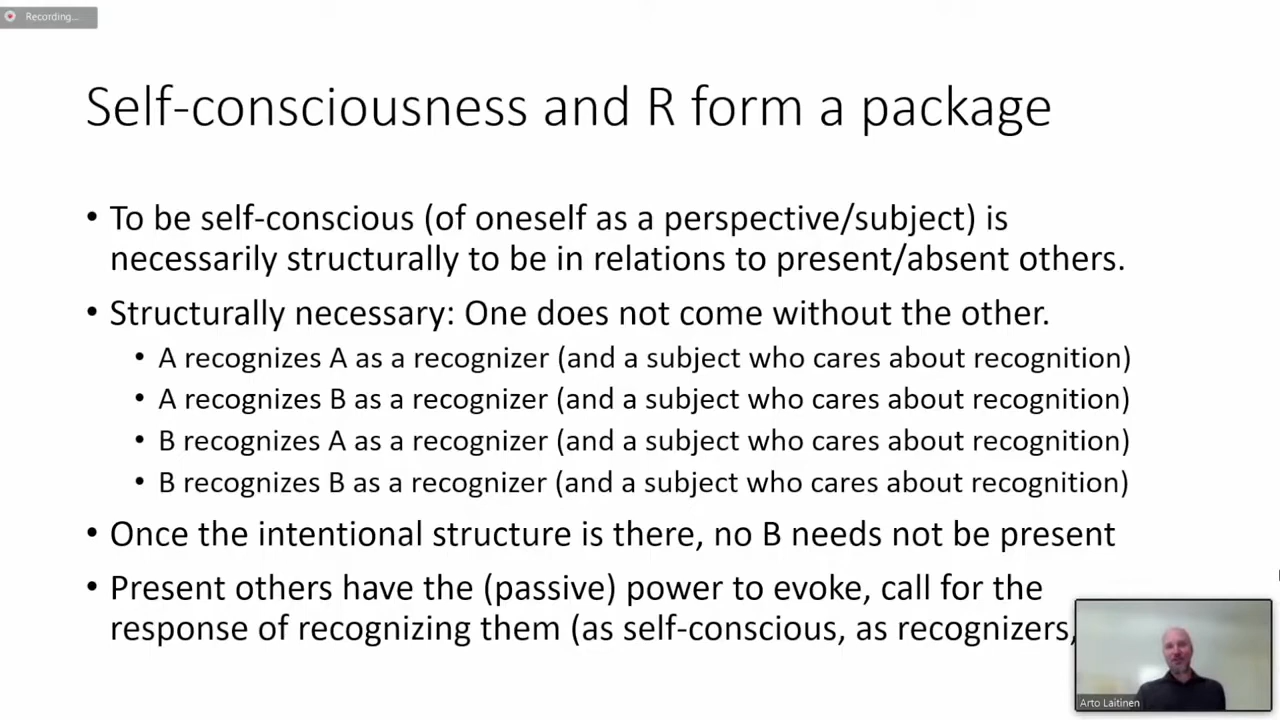 Recording...
Self-consciousness and R form a package
• To be self-conscious (of oneself as a perspective/subject) is
necessarily structurally to be in relations to present/absent others.
• Structurally necessary: One does not come without the other.
• A recognizes A as a recognizer (and a subject who cares about recognition)
• A recognizes B as a recognizer (and a subject who cares about recognition)
• B recognizes A as a recognizer (and a subject who cares about recognition)
• B recognizes B as a recognizer (and a subject who cares about recognition)
• Once the intentional structure is there, no B needs not be present
• Present others have the (passive) power to evoke, call for the
response of recognizing them (as self-conscious, as recognizers,
Arto Laitinen